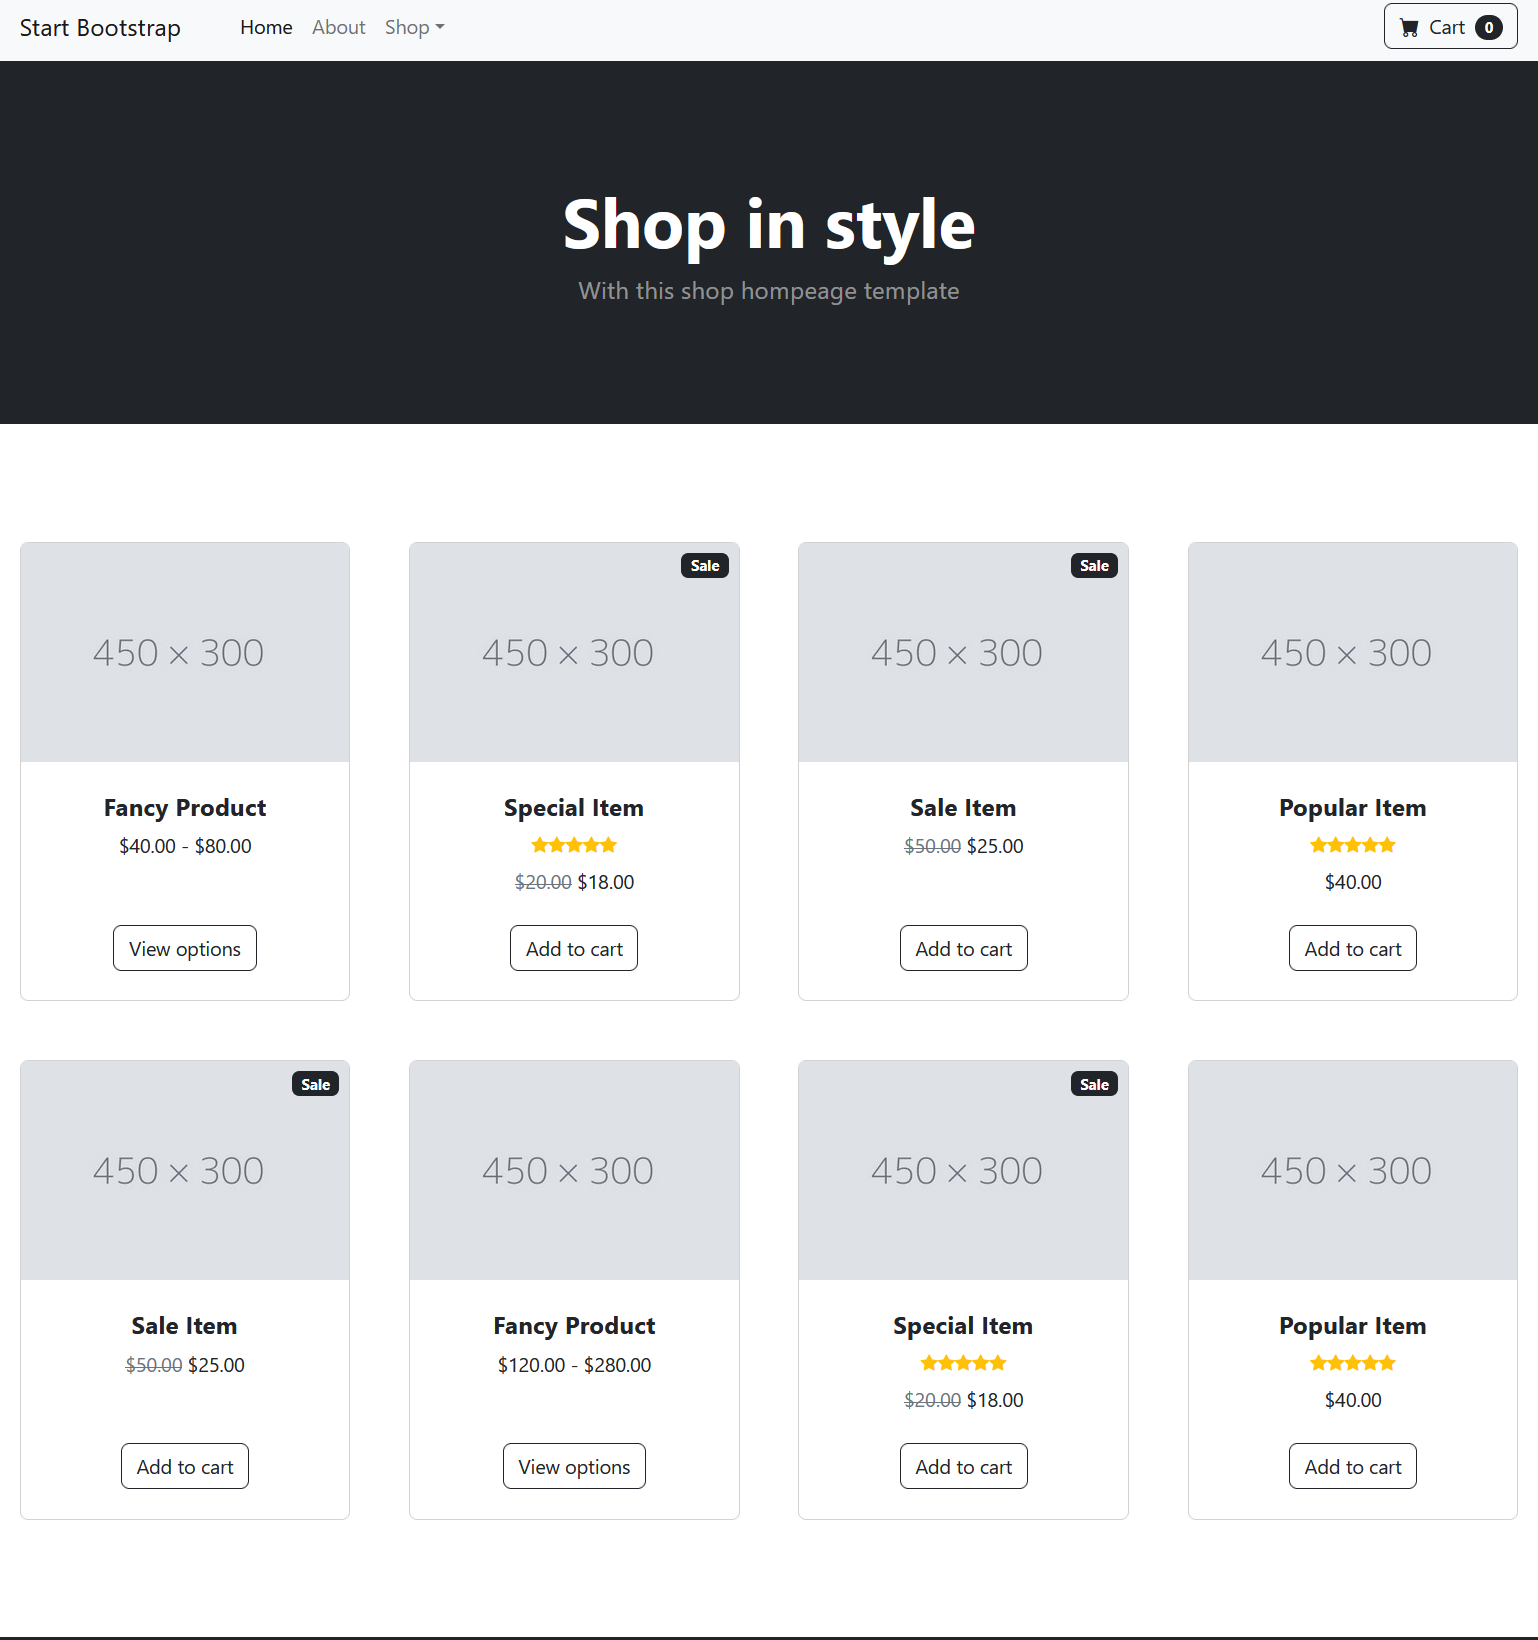 Start Bootstrap Home About Shop Cart 0
Shop in style
With this shop hompeage template
Sale Sale
450 × 300 450 × 300 450 × 300 450 × 300
Fancy Product Special Item Sale Item Popular Item
$40.00 - $80.00 $50.00 $25.00
$20.00 $18.00 $40.00
View options Add to cart Add to cart Add to cart
Sale Sale
450 × 300 450 × 300 450 × 300 450 × 300
Sale Item Fancy Product Special Item Popular Item
$50.00 $25.00 $120.00 - $280.00
$20.00 $18.00 $40.00
Add to cart View options Add to cart Add to cart